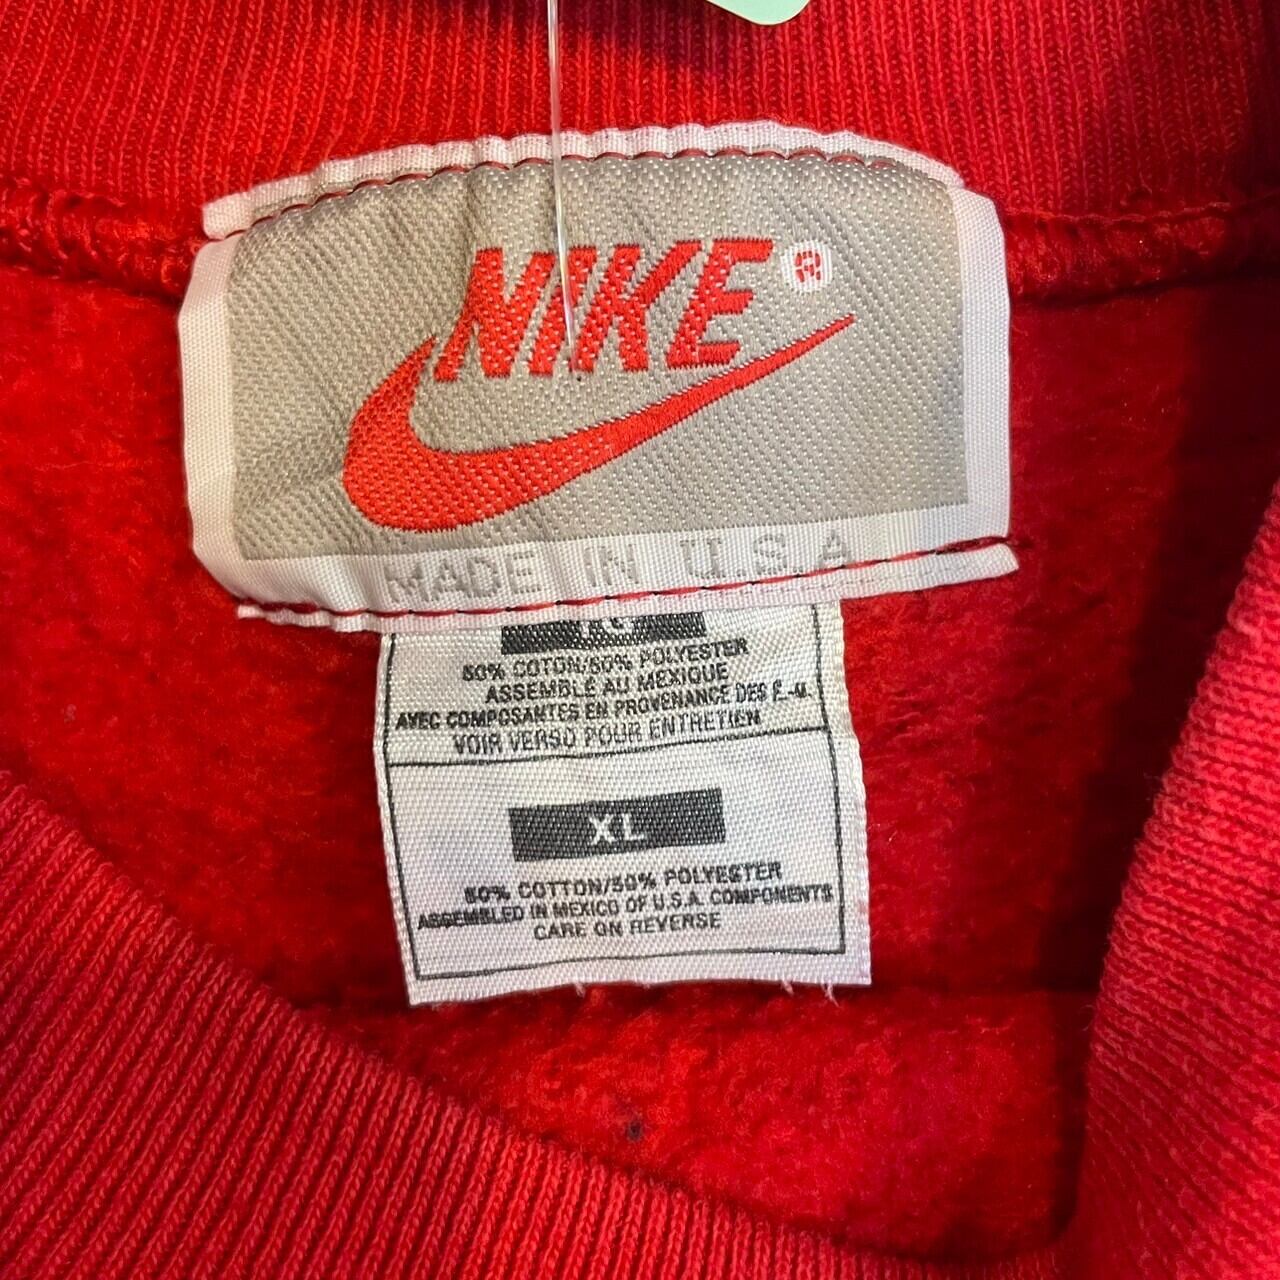 NIKE®
MADE IN U.S.A
50% COTON/50% POLYESTER
ASSEMBLÉ AU MEXIQUE
AVEC COMPOSANTES EN PROVENANCE DES É.-U.
VOIR VERSO POUR ENTRETIEN
XL
50% COTTON/50% POLYESTER
ASSEMBLED IN MEXICO OF U.S.A. COMPONENTS
CARE ON REVERSE